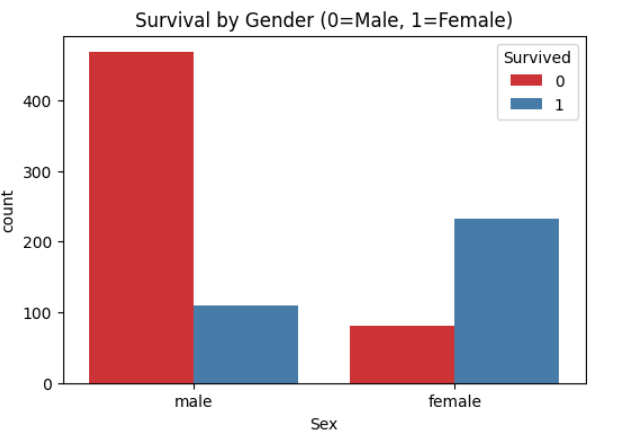 Survival by Gender (0=Male, 1=Female)
Survived
0
1
400
300
200
100
0
count
male female
Sex